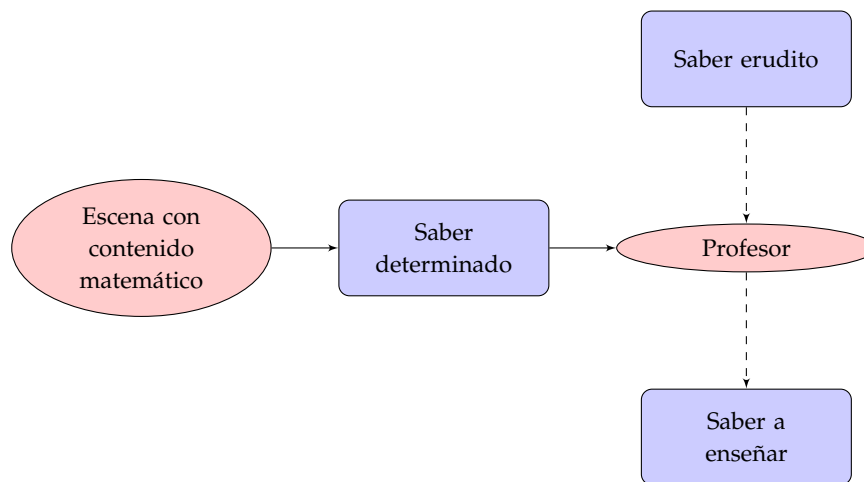 Saber erudito
Escena con
contenido
matemático
Saber
determinado
Profesor
Saber a
enseñar